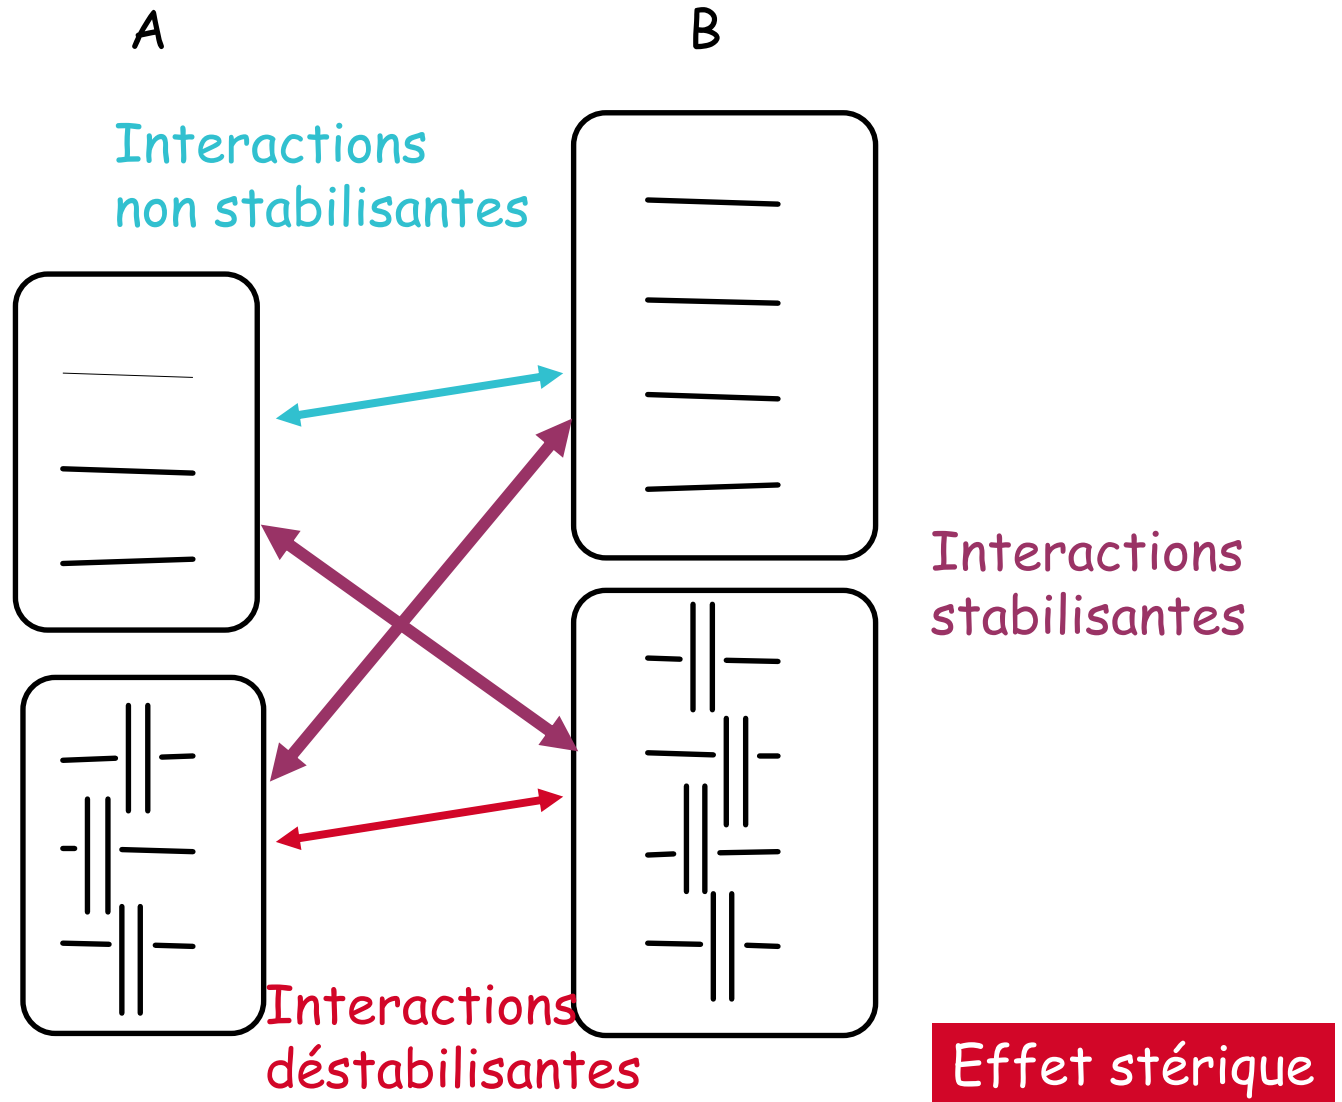 A
B
Interactions
non stabilisantes
Interactions
stabilisantes
Interactions
déstabilisantes
Effet stérique